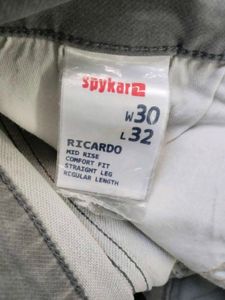 spykar
W30
L32
RICARDO
MID RISE
COMFORT FIT
STRAIGHT LEG
REGULAR LENGTH